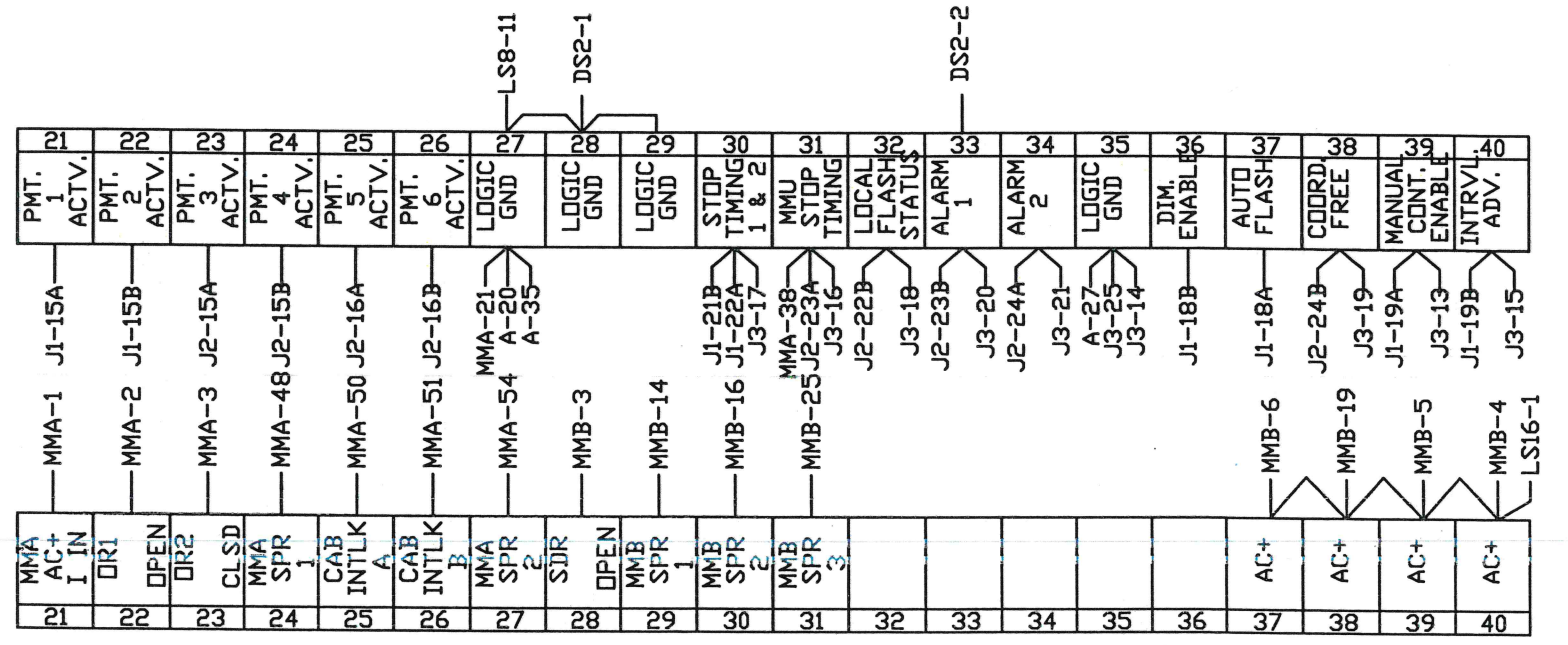 LS8-11
DS2-1
DS2-2
21 22 23 24 25 26 27 28 29 30 31 32 33 34 35 36 37 38 39 40
PMT.
1
ACTV.
PMT.
2
ACTV.
PMT.
3
ACTV.
PMT.
4
ACTV.
PMT.
5
ACTV.
PMT.
6
ACTV.
LOGIC
GND
LOGIC
GND
LOGIC
GND
STOP
TIMING
1 & 2
MMU
STOP
TIMING
LOCAL
FLASH
STATUS
ALARM
1
ALARM
2
LOGIC
GND
DIM.
ENABLE
AUTO
FLASH
COORD.
FREE
MANUAL
CONT.
ENABLE
INTRVL.
ADV.
J1-15A
J1-15B
J2-15A
J2-15B
J2-16A
J2-16B
MMA-21
A-20
A-35
J1-21B
J1-22A
J3-17
MMA-38
J2-23A
J3-16
J2-22B
J3-18
J2-23B
J3-20
J2-24A
J3-21
A-27
J3-25
J3-14
J1-18B
J1-18A
J2-24B
J3-19
J1-19A
J3-13
J1-19B
J3-15
MMA-1
MMA-2
MMA-3
MMA-48
MMA-50
MMA-51
MMA-54
MMB-3
MMB-14
MMB-16
MMB-25
MMB-6
MMB-19
MMB-5
MMB-4
LS16-1
MMA
AC+
I IN
OR1
OPEN
OR2
CLSD
MMA
SPR
1
CAB
INTLK
A
CAB
INTLK
B
MMA
SPR
2
SDR
OPEN
MMB
SPR
1
MMB
SPR
2
MMB
SPR
3
AC+
AC+
AC+
AC+
21 22 23 24 25 26 27 28 29 30 31 32 33 34 35 36 37 38 39 40